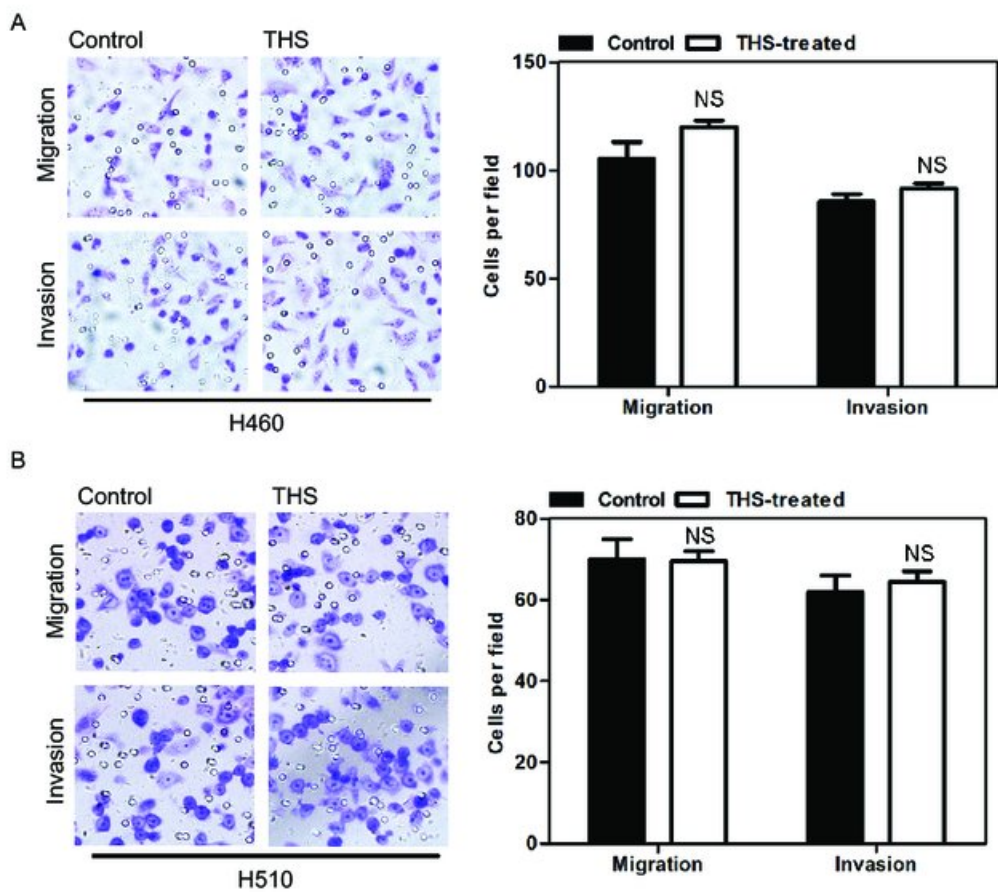 A
Control THS
Migration
Invasion
H460
Control THS-treated
150
100
50
0
Cells per field
NS
NS
Migration Invasion
B
Control THS
Migration
Invasion
H510
Control THS-treated
80
60
40
20
0
Cells per field
NS
NS
Migration Invasion